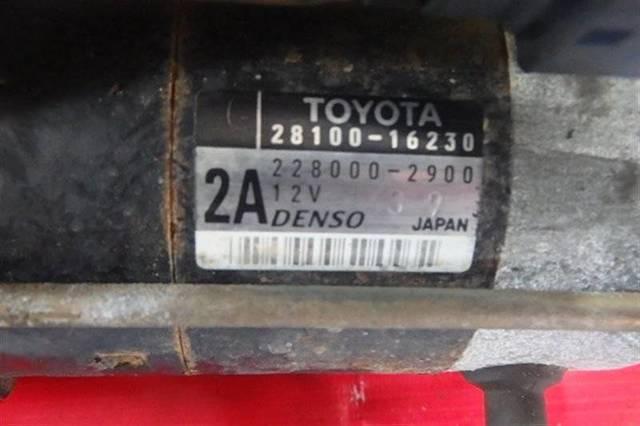 TOYOTA
28100-16230
228000-2900
2A
12V
DENSO
JAPAN